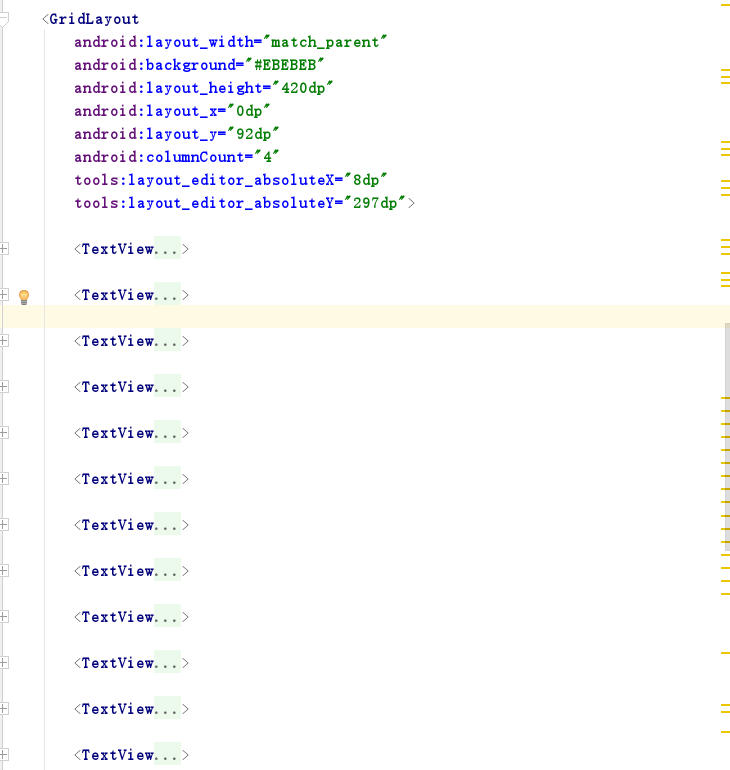 <GridLayout
android:layout_width="match_parent"
android:background="#EBEBEB"
android:layout_height="420dp"
android:layout_x="0dp"
android:layout_y="92dp"
android:columnCount="4"
tools:layout_editor_absoluteX="8dp"
tools:layout_editor_absoluteY="297dp">
<TextView...>
<TextView...>
<TextView...>
<TextView...>
<TextView...>
<TextView...>
<TextView...>
<TextView...>
<TextView...>
<TextView...>
<TextView...>
<TextView...>